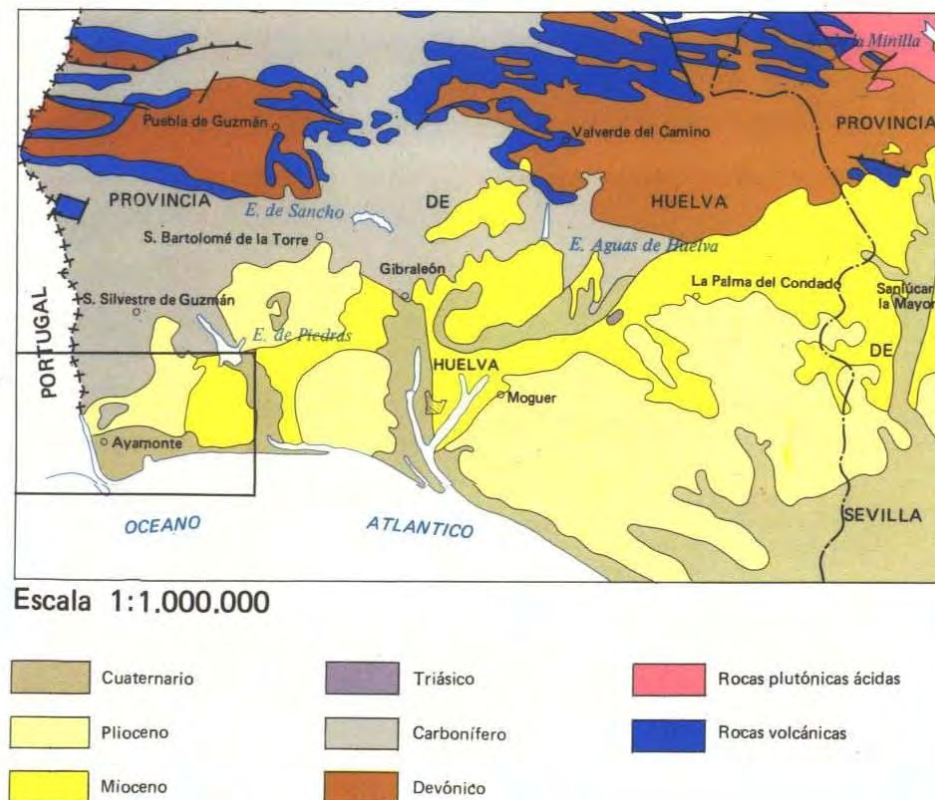 la Minilla
Puebla de Guzmán
Valverde del Camino
PROVINCIA
PROVINCIA
DE
HUELVA
E. de Sancho
S. Bartolomé de la Torre
E. Aguas de Huelva
Gibraleón
La Palma del Condado
Sanlúcar
la Mayor
S. Silvestre de Guzmán
PORTUGAL
E. de Piedras
HUELVA
DE
Moguer
Ayamonte
OCEANO
ATLANTICO
SEVILLA
Escala 1:1.000.000
Cuaternario
Triásico
Rocas plutónicas ácidas
Plioceno
Carbonífero
Rocas volcánicas
Mioceno
Devónico